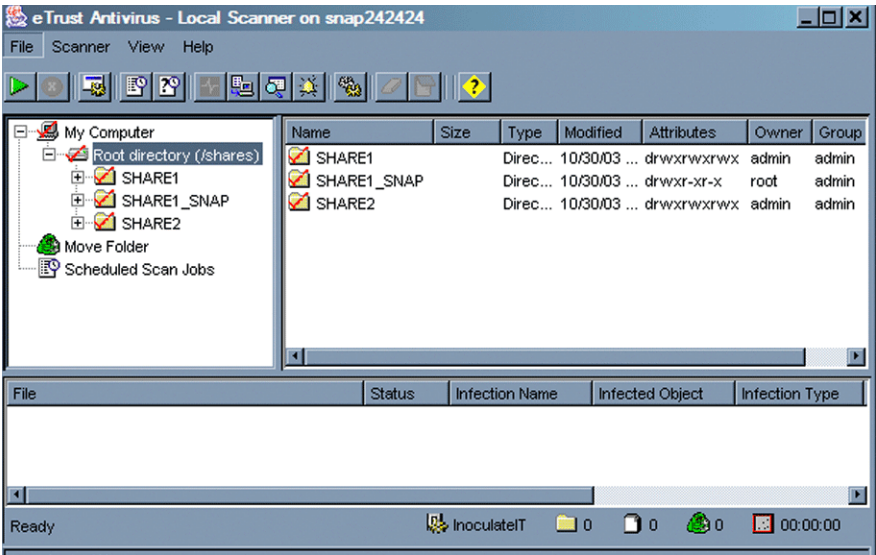 eTrust Antivirus - Local Scanner on snap242424
File Scanner View Help
My Computer
Root directory (/shares)
SHARE1
SHARE1_SNAP
SHARE2
Move Folder
Scheduled Scan Jobs
Name Size Type Modified Attributes Owner Group
SHARE1 Direc... 10/30/03 ... drwxrwxrwx admin admin
SHARE1_SNAP Direc... 10/30/03 ... drwxr-xr-x root admin
SHARE2 Direc... 10/30/03 ... drwxrwxrwx admin admin
File Status Infection Name Infected Object Infection Type
Ready InoculateIT 0 0 0 00:00:00